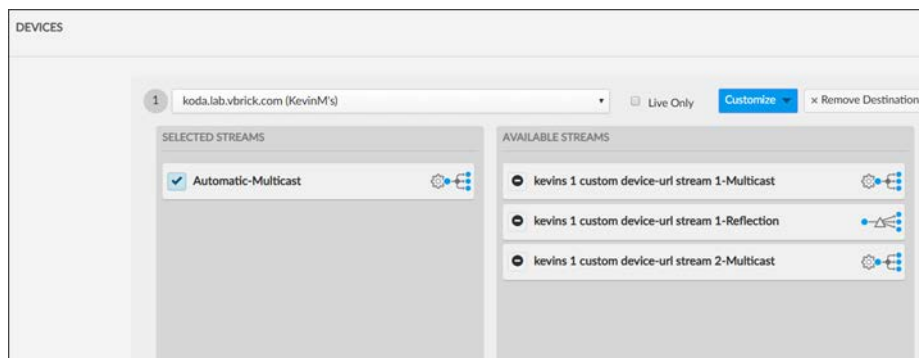 DEVICES
1 koda.lab.vbrick.com (KevinM's) Live Only Customize × Remove Destination
SELECTED STREAMS
Automatic-Multicast
AVAILABLE STREAMS
kevins 1 custom device-url stream 1-Multicast
kevins 1 custom device-url stream 1-Reflection
kevins 1 custom device-url stream 2-Multicast